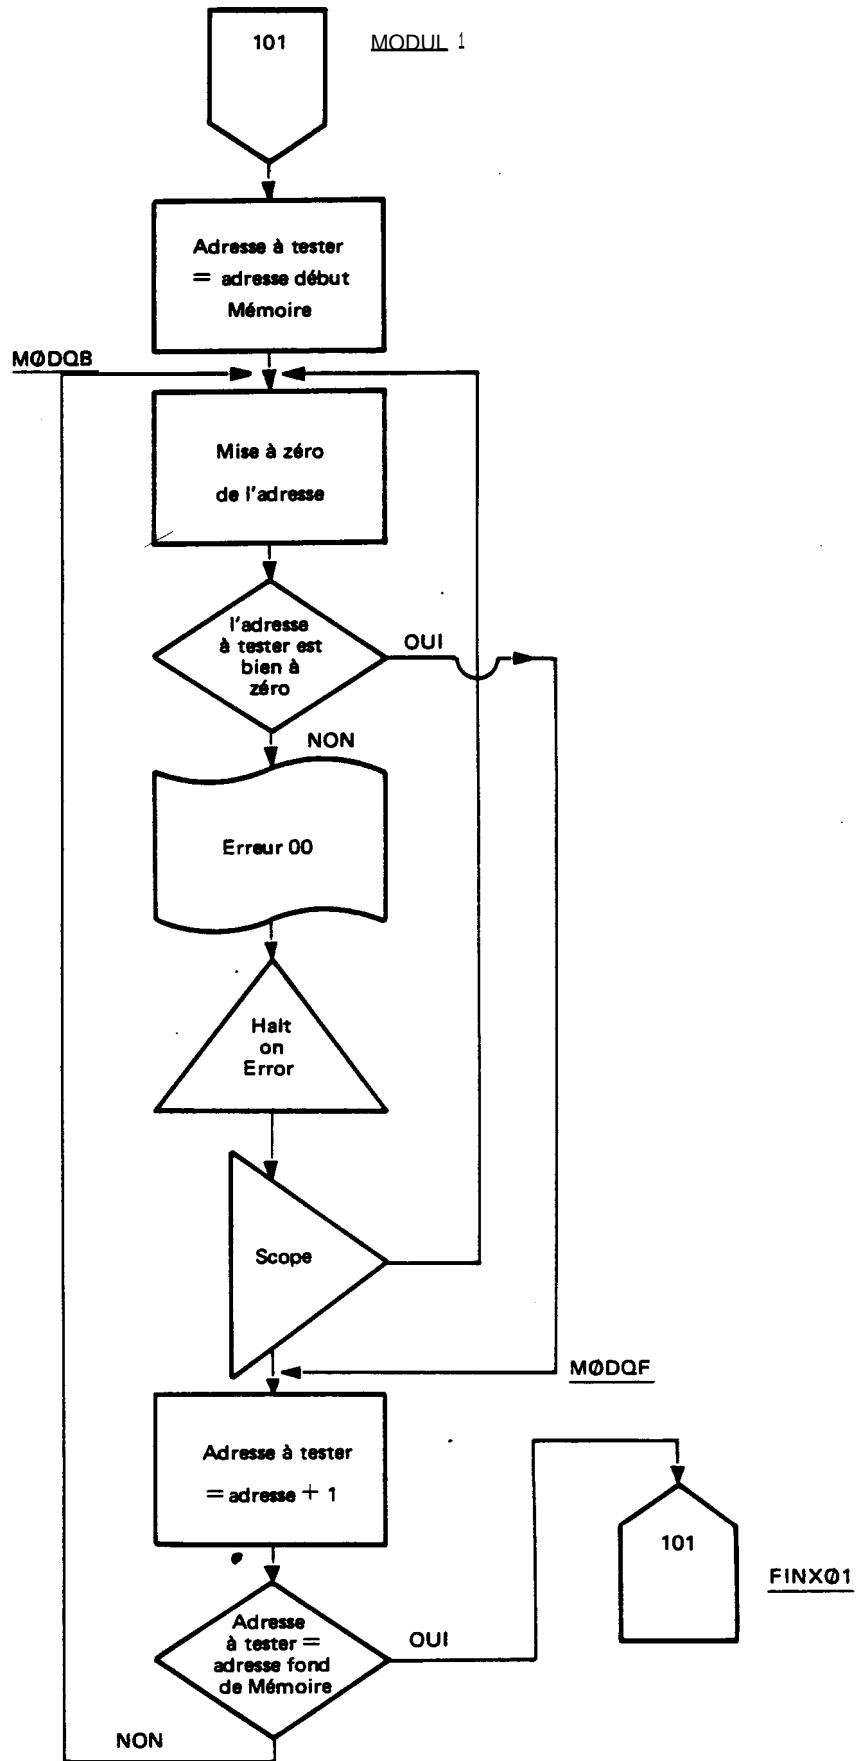 101
MODUL 1
Adresse à tester
= adresse début
Mémoire
MØDQB
Mise à zéro
de l'adresse
l'adresse
à tester est
bien à
zéro
OUI
NON
Erreur 00
Halt
on
Error
Scope
MØDQF
Adresse à tester
= adresse + 1
101
FINXØ1
Adresse
à tester =
adresse fond
de Mémoire
OUI
NON